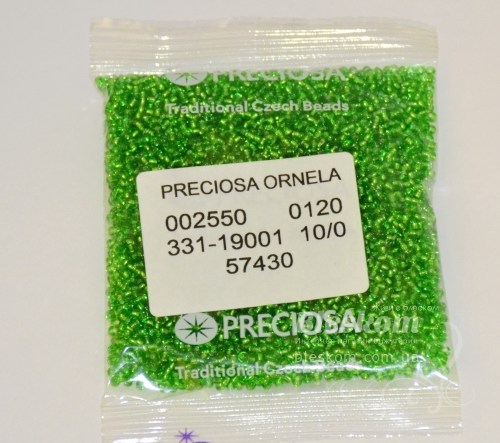 PRECIOSA
Traditional Czech Beads
PRECIOSA ORNELA
002550 0120
331-19001 10/0
57430
PRECIOSA
Traditional Czech Beads